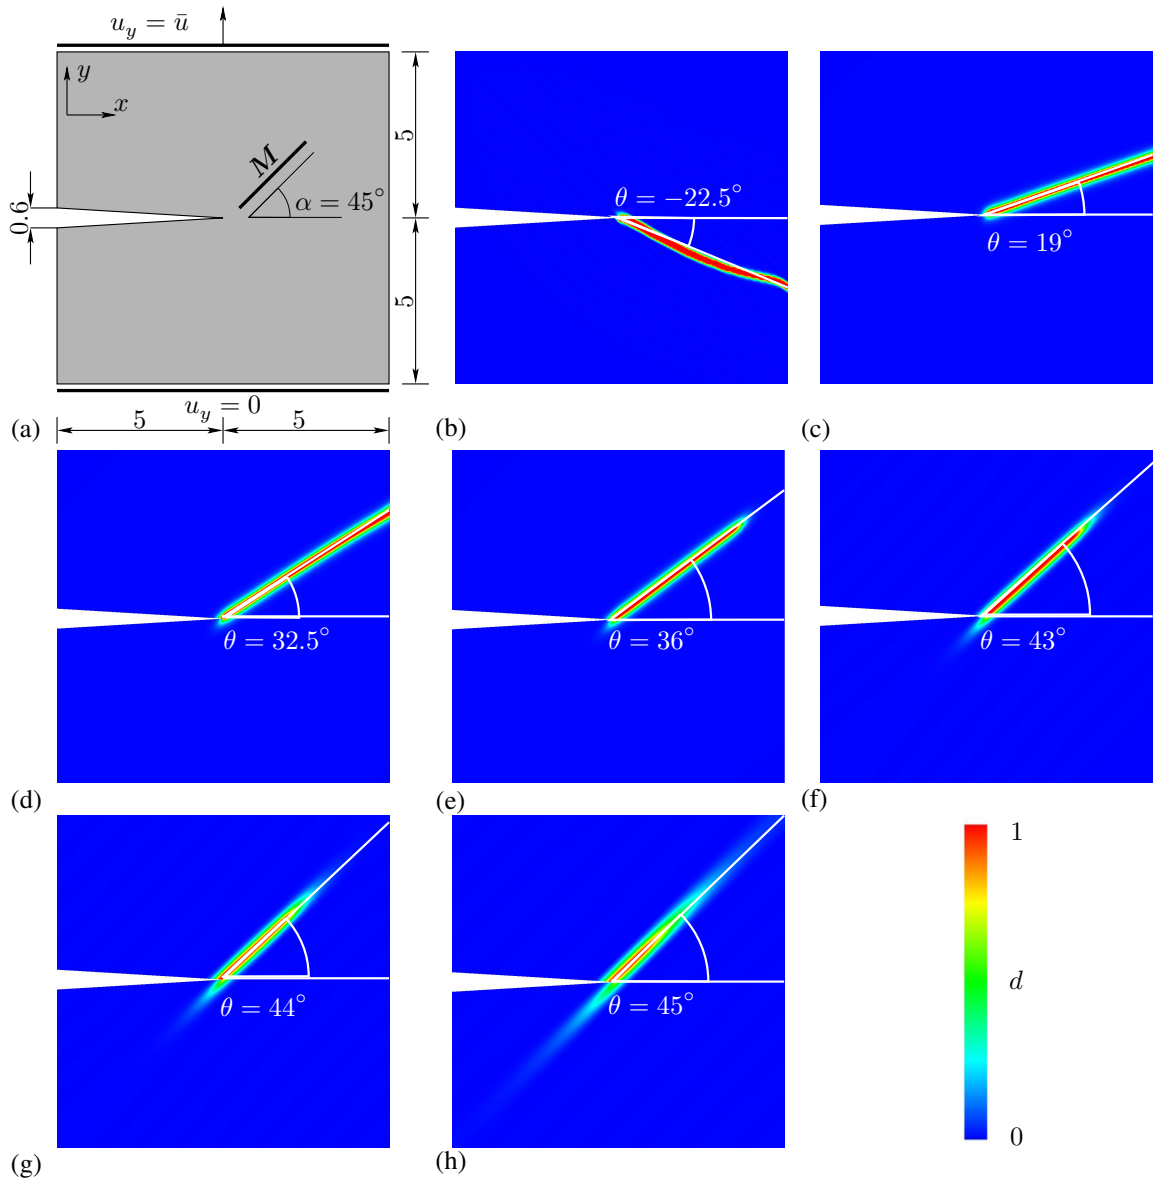 u_y = ū
y
x
M
α = 45°
0.6
5
5
u_y = 0
5
5
(a)
θ = −22.5°
(b)
θ = 19°
(c)
θ = 32.5°
(d)
θ = 36°
(e)
θ = 43°
(f)
θ = 44°
(g)
θ = 45°
(h)
1
d
0